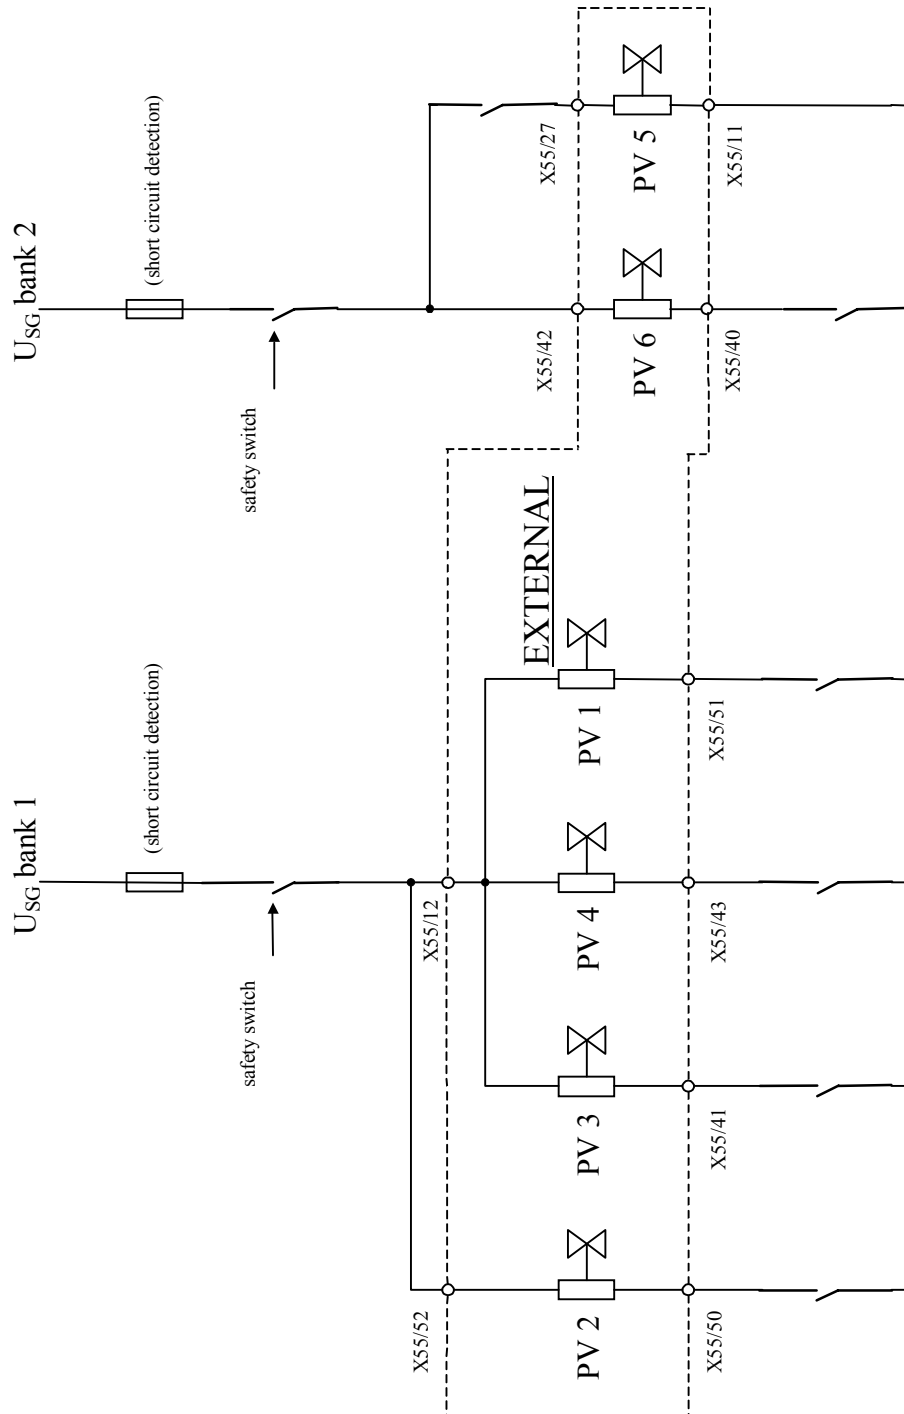 U_SG bank 1
U_SG bank 2
(short circuit detection)
(short circuit detection)
safety switch
safety switch
X55/52
X55/12
X55/42
X55/27
EXTERNAL
PV 2
PV 3
PV 4
PV 1
PV 6
PV 5
X55/50
X55/41
X55/43
X55/51
X55/40
X55/11